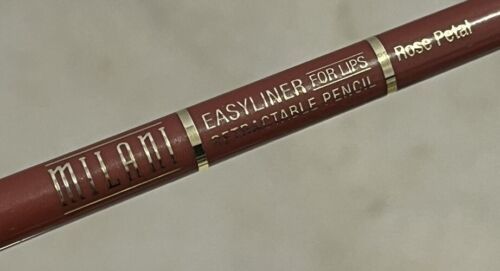 MILANI
EASYLINER FOR LIPS
RETRACTABLE PENCIL
Rose Petal